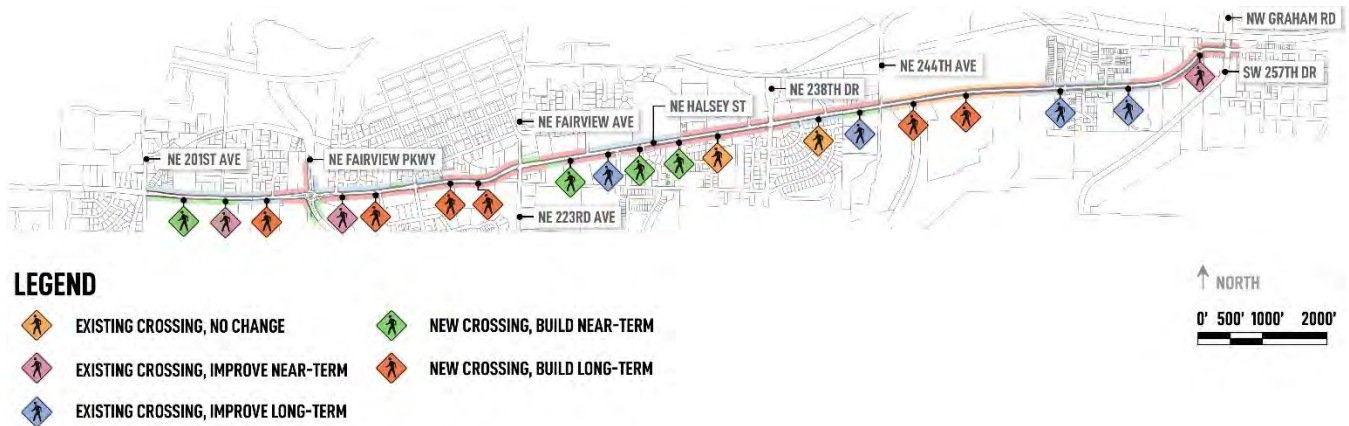 NW GRAHAM RD
NE 244TH AVE
SW 257TH DR
NE 238TH DR
NE HALSEY ST
NE FAIRVIEW AVE
NE 201ST AVE
NE FAIRVIEW PKWY
NE 223RD AVE
LEGEND
EXISTING CROSSING, NO CHANGE
NEW CROSSING, BUILD NEAR-TERM
EXISTING CROSSING, IMPROVE NEAR-TERM
NEW CROSSING, BUILD LONG-TERM
EXISTING CROSSING, IMPROVE LONG-TERM
NORTH
0' 500' 1000' 2000'